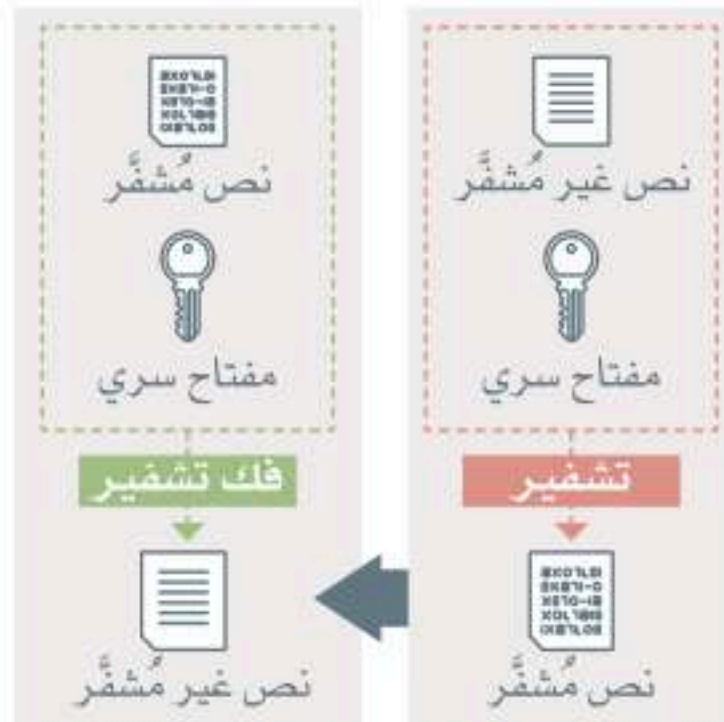 نص غير مُشفَّر
مفتاح سري
تشفير
نص مُشفَّر
نص مُشفَّر
مفتاح سري
فك تشفير
نص غير مُشفَّر